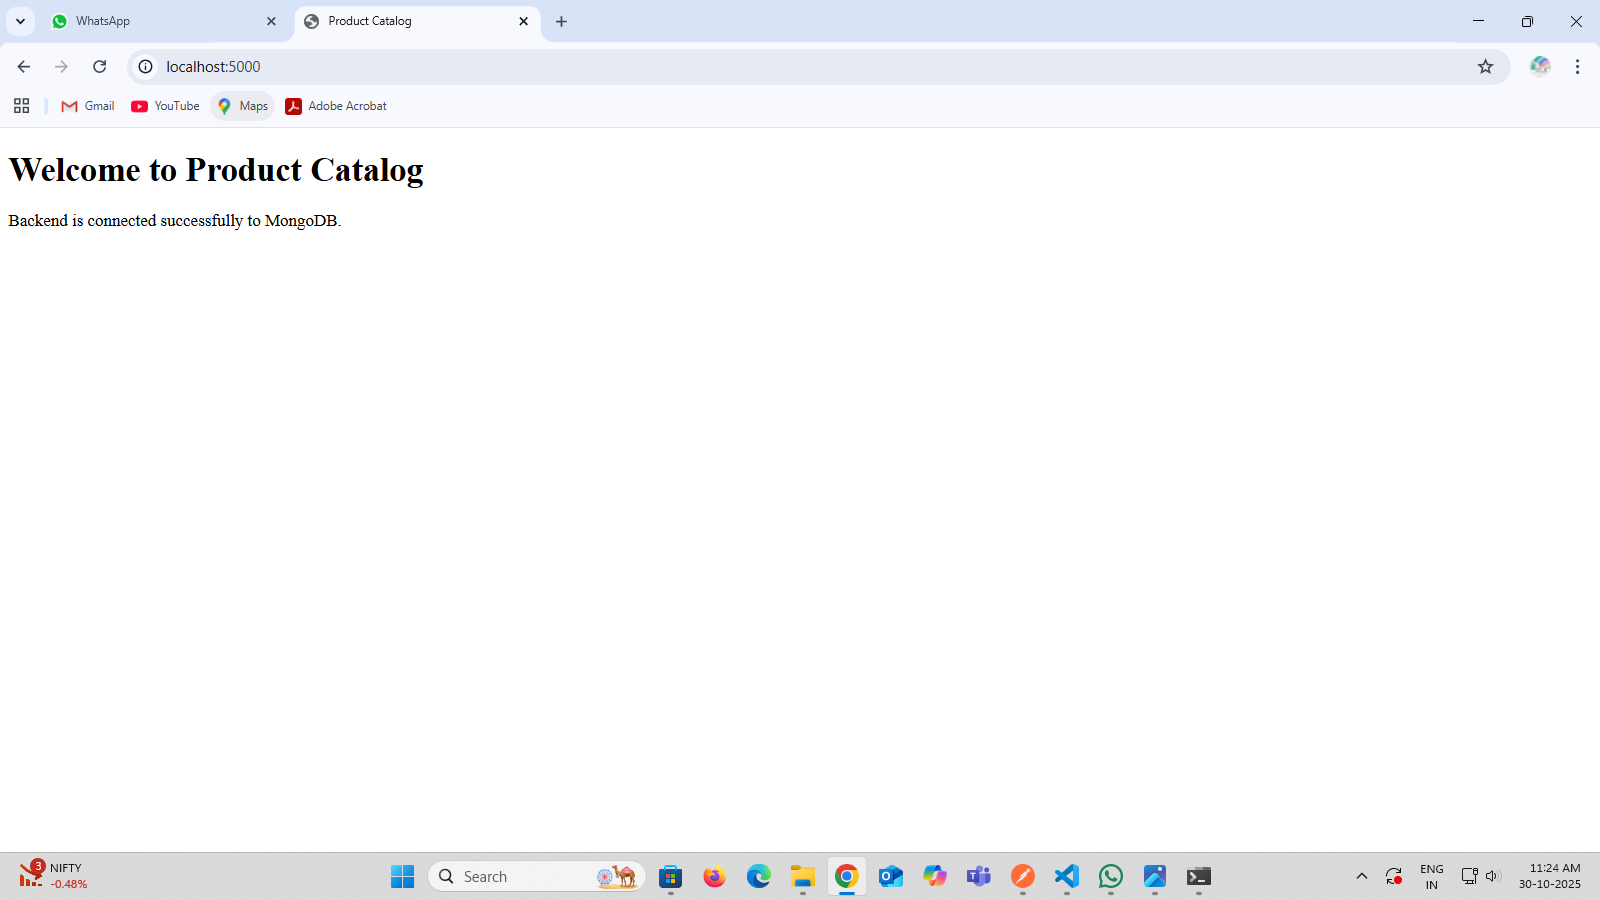 WhatsApp
Product Catalog
localhost:5000
Gmail
YouTube
Maps
Adobe Acrobat
Welcome to Product Catalog
Backend is connected successfully to MongoDB.
3
NIFTY
-0.48%
Search
ENG
IN
11:24 AM
30-10-2025